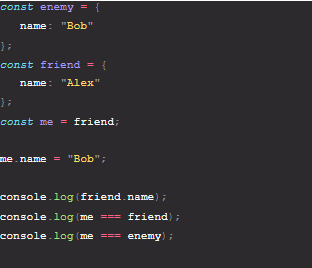 const enemy = {
   name: "Bob"
};
const friend = {
   name: "Alex"
};
const me = friend;

me.name = "Bob";

console.log(friend.name);
console.log(me === friend);
console.log(me === enemy);